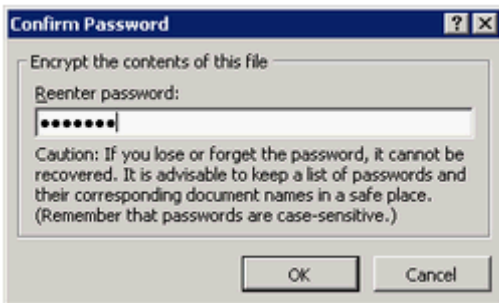 Confirm Password
Encrypt the contents of this file
Reenter password:
•••••••
Caution: If you lose or forget the password, it cannot be
recovered. It is advisable to keep a list of passwords and
their corresponding document names in a safe place.
(Remember that passwords are case-sensitive.)
OK Cancel